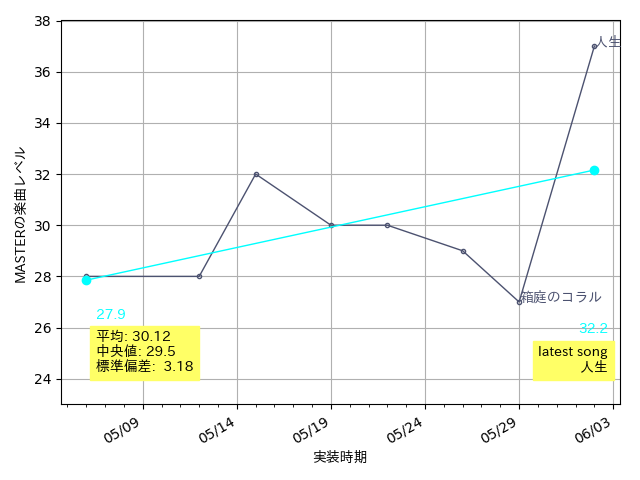 38
36
34
32
30
28
26
24
MASTERの楽曲レベル
人生
箱庭のコラル
27.9
平均: 30.12
中央値: 29.5
標準偏差: 3.18
32.2
latest song
人生
05/09
05/14
05/19
05/24
05/29
06/03
実装時期